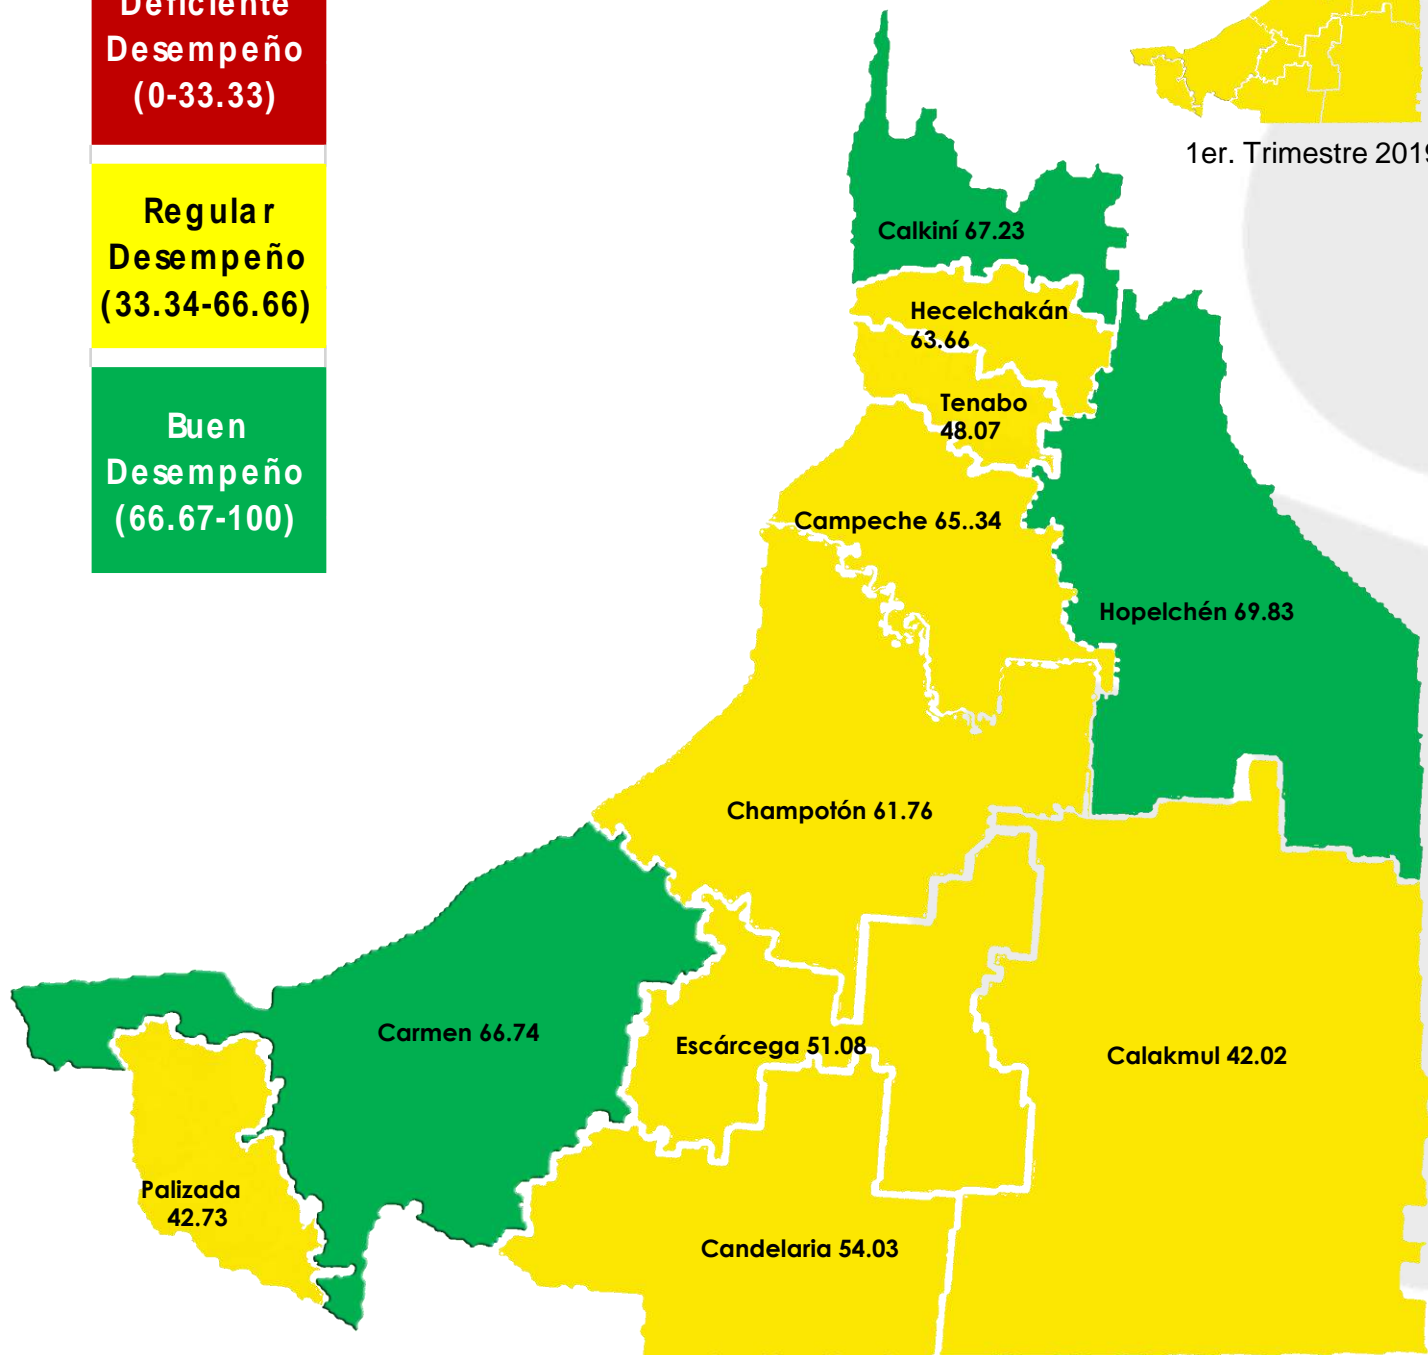 Deficiente
Desempeño
(0-33.33)
Regular
Desempeño
(33.34-66.66)
Buen
Desempeño
(66.67-100)
1er. Trimestre 2019
Calkiní 67.23
Hecelchakán
63.66
Tenabo
48.07
Campeche 65..34
Hopelchén 69.83
Champotón 61.76
Carmen 66.74
Escárcega 51.08
Calakmul 42.02
Palizada
42.73
Candelaria 54.03